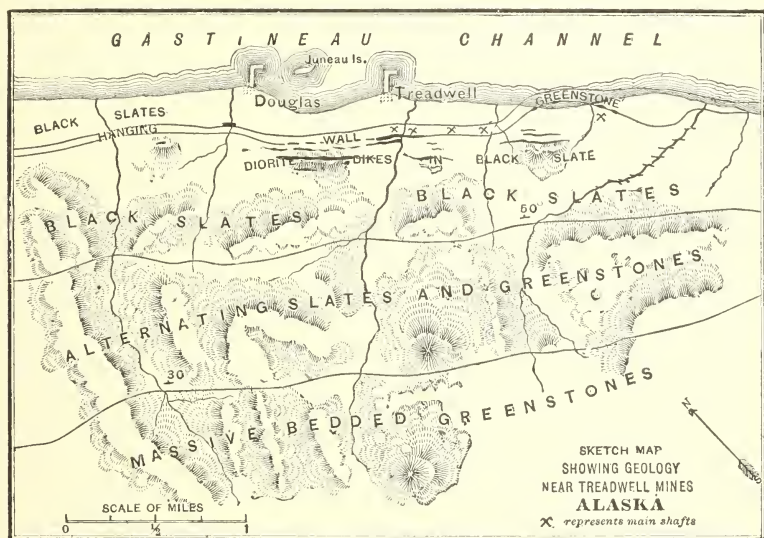 GASTINEAU CHANNEL
Juneau Is.
Douglas
Treadwell
GREENSTONE
BLACK SLATES
HANGING WALL
DIORITE DIKES IN BLACK SLATE
BLACK SLATES
BLACK SLATES
50
ALTERNATING SLATES AND GREENSTONES
30
MASSIVE BEDDED GREENSTONES
N
S
SKETCH MAP
SHOWING GEOLOGY
NEAR TREADWELL MINES
ALASKA
X. represents main shafts
SCALE OF MILES
0 ½ 1